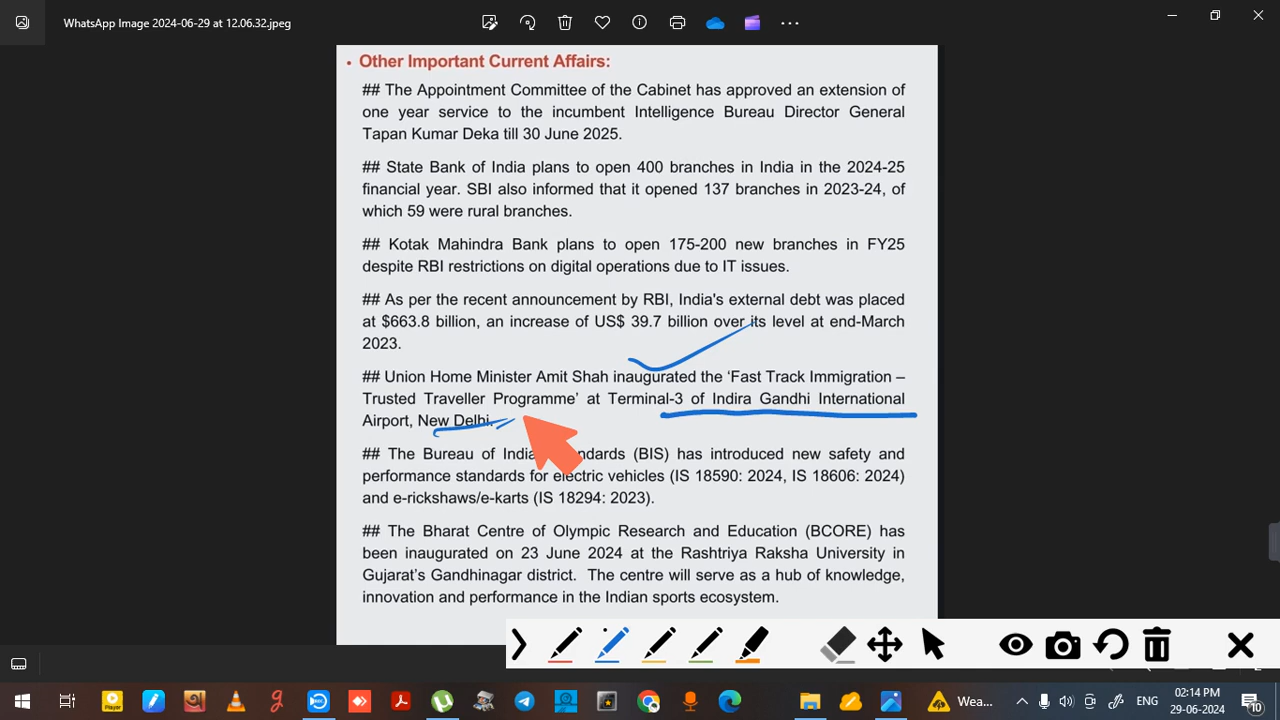 WhatsApp Image 2024-06-29 at 12.06.32.jpeg
• Other Important Current Affairs:
## The Appointment Committee of the Cabinet has approved an extension of
one year service to the incumbent Intelligence Bureau Director General
Tapan Kumar Deka till 30 June 2025.
## State Bank of India plans to open 400 branches in India in the 2024-25
financial year. SBI also informed that it opened 137 branches in 2023-24, of
which 59 were rural branches.
## Kotak Mahindra Bank plans to open 175-200 new branches in FY25
despite RBI restrictions on digital operations due to IT issues.
## As per the recent announcement by RBI, India's external debt was placed
at $663.8 billion, an increase of US$ 39.7 billion over its level at end-March
2023.
## Union Home Minister Amit Shah inaugurated the ‘Fast Track Immigration –
Trusted Traveller Programme’ at Terminal-3 of Indira Gandhi International
Airport, New Delhi.
## The Bureau of India ndards (BIS) has introduced new safety and
performance standards for electric vehicles (IS 18590: 2024, IS 18606: 2024)
and e-rickshaws/e-karts (IS 18294: 2023).
## The Bharat Centre of Olympic Research and Education (BCORE) has
been inaugurated on 23 June 2024 at the Rashtriya Raksha University in
Gujarat’s Gandhinagar district. The centre will serve as a hub of knowledge,
innovation and performance in the Indian sports ecosystem.
Player
Wea...
ENG
02:14 PM
29-06-2024
10